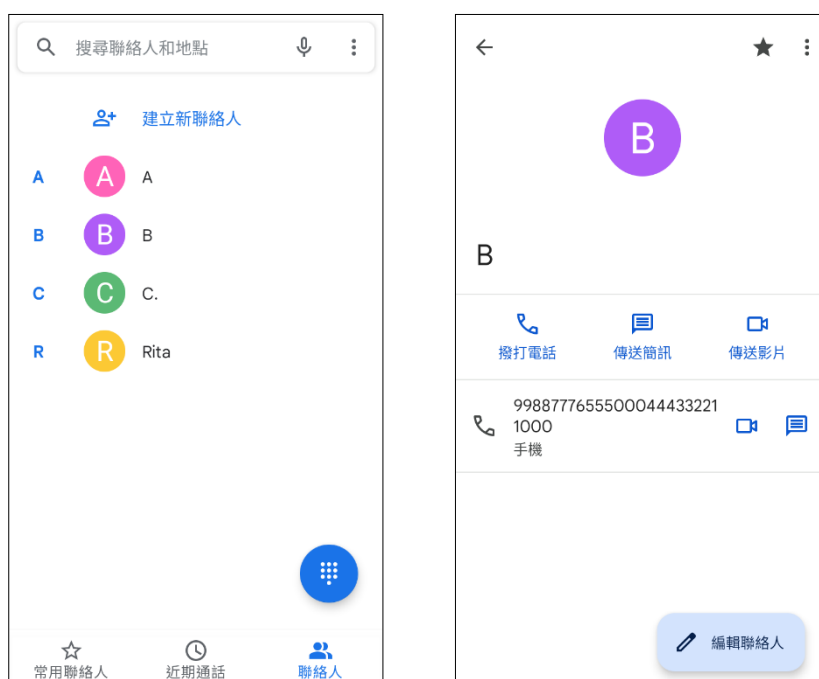 搜尋聯絡人和地點
建立新聯絡人
A A A
B B B
C C C.
R R Rita
常用聯絡人 近期通話 聯絡人
B
B
撥打電話 傳送簡訊 傳送影片
9988777655500044433221
1000
手機
編輯聯絡人